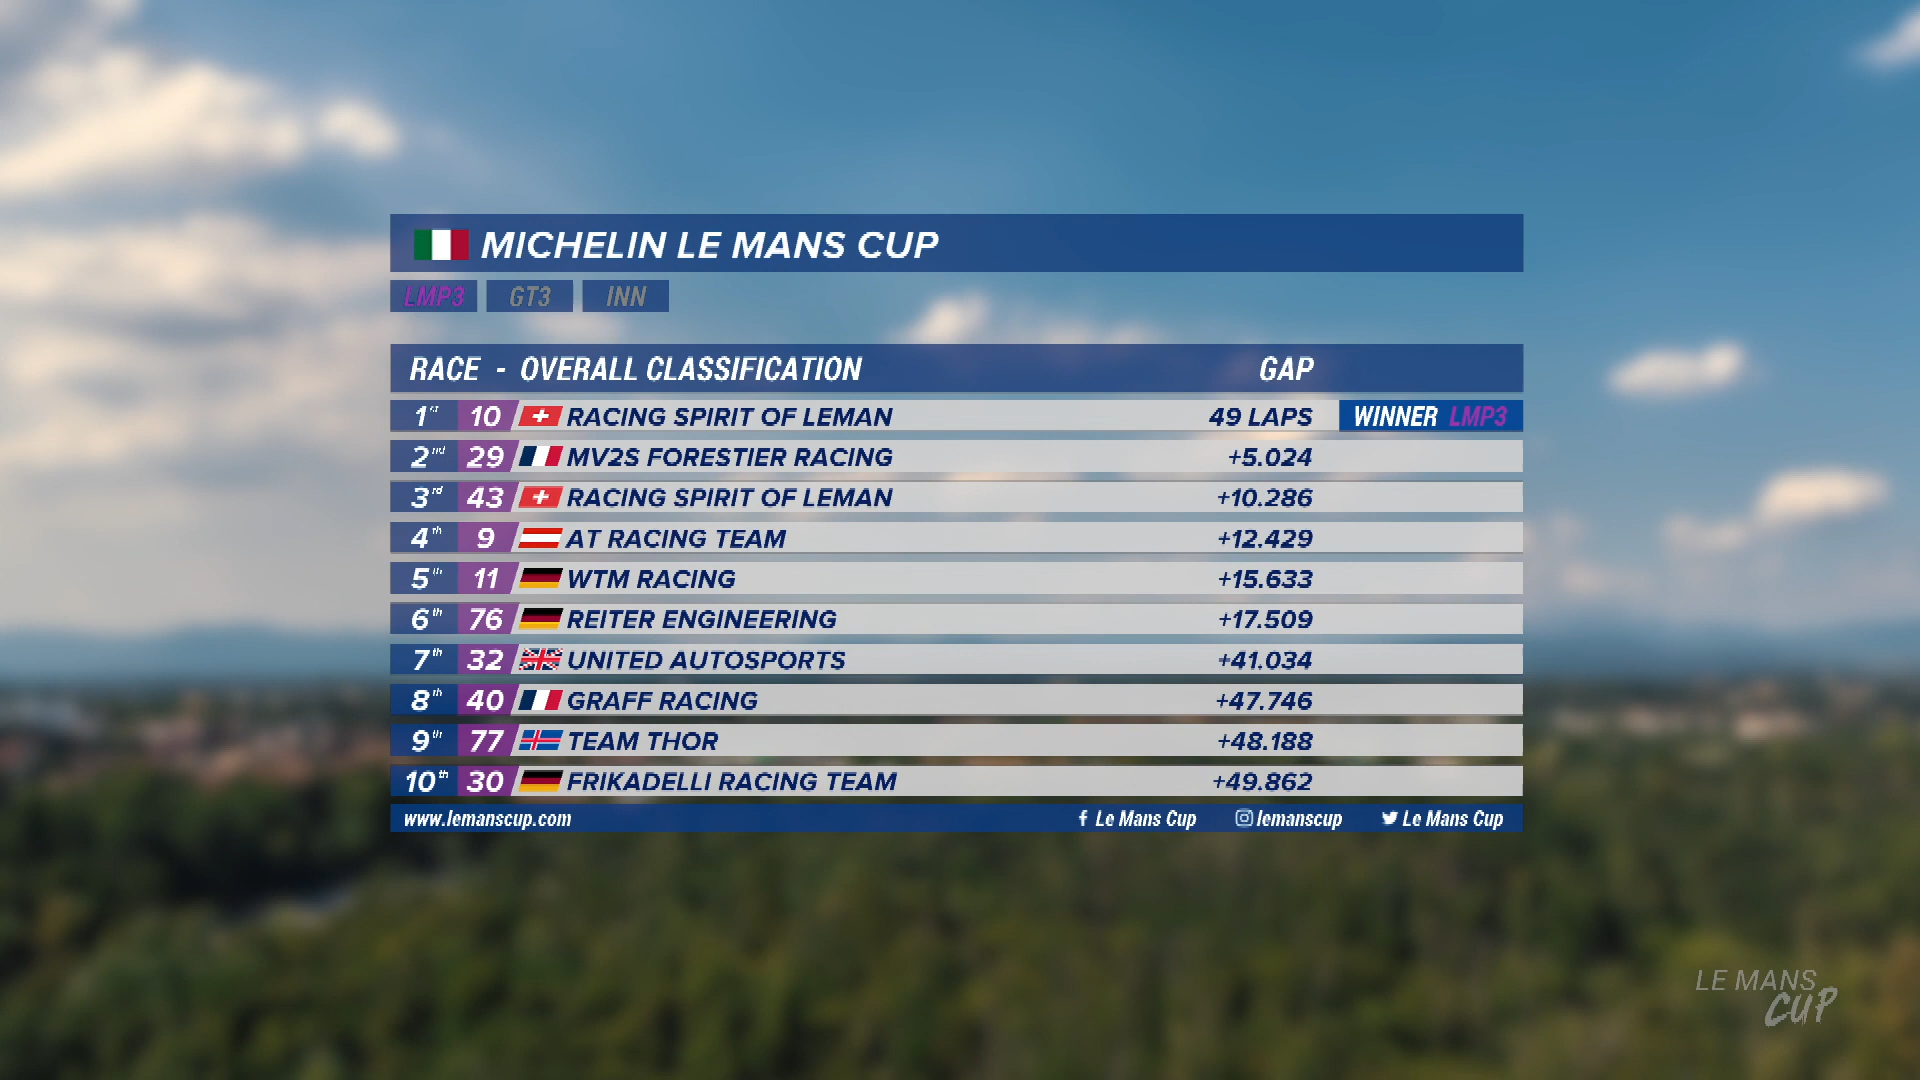 MICHELIN LE MANS CUP
LMP3 GT3 INN
RACE - OVERALL CLASSIFICATION GAP
1st 10 RACING SPIRIT OF LEMAN 49 LAPS WINNER LMP3
2nd 29 MV2S FORESTIER RACING +5.024
3rd 43 RACING SPIRIT OF LEMAN +10.286
4th 9 AT RACING TEAM +12.429
5th 11 WTM RACING +15.633
6th 76 REITER ENGINEERING +17.509
7th 32 UNITED AUTOSPORTS +41.034
8th 40 GRAFF RACING +47.746
9th 77 TEAM THOR +48.188
10th 30 FRIKADELLI RACING TEAM +49.862
www.lemanscup.com Le Mans Cup lemanscup Le Mans Cup
LE MANS
CUP